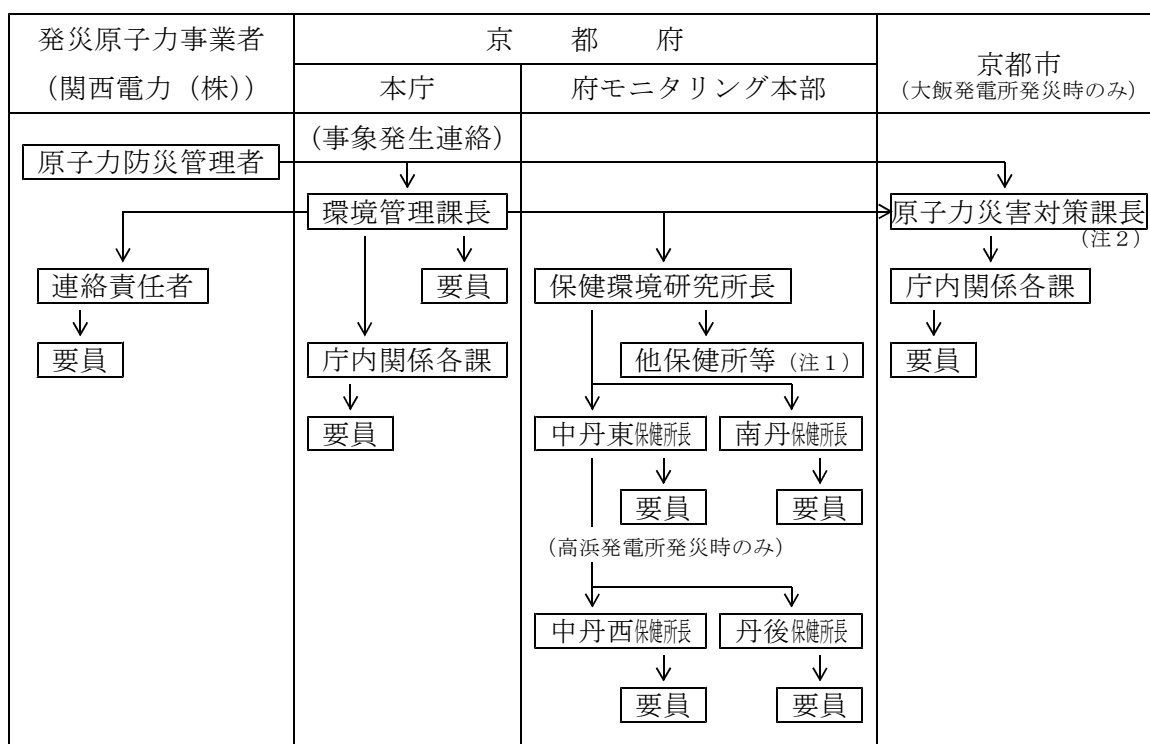 発災原子力事業者
(関西電力（株）)
京　都　府
本庁
府モニタリング本部
京都市
(大飯発電所発災時のみ)
(事象発生連絡)
原子力防災管理者
環境管理課長
原子力災害対策課長
(注２)
連絡責任者
要員
保健環境研究所長
庁内関係各課
要員
庁内関係各課
他保健所等（注１）
要員
要員
中丹東保健所長
南丹保健所長
要員
要員
(高浜発電所発災時のみ)
中丹西保健所長
丹後保健所長
要員
要員